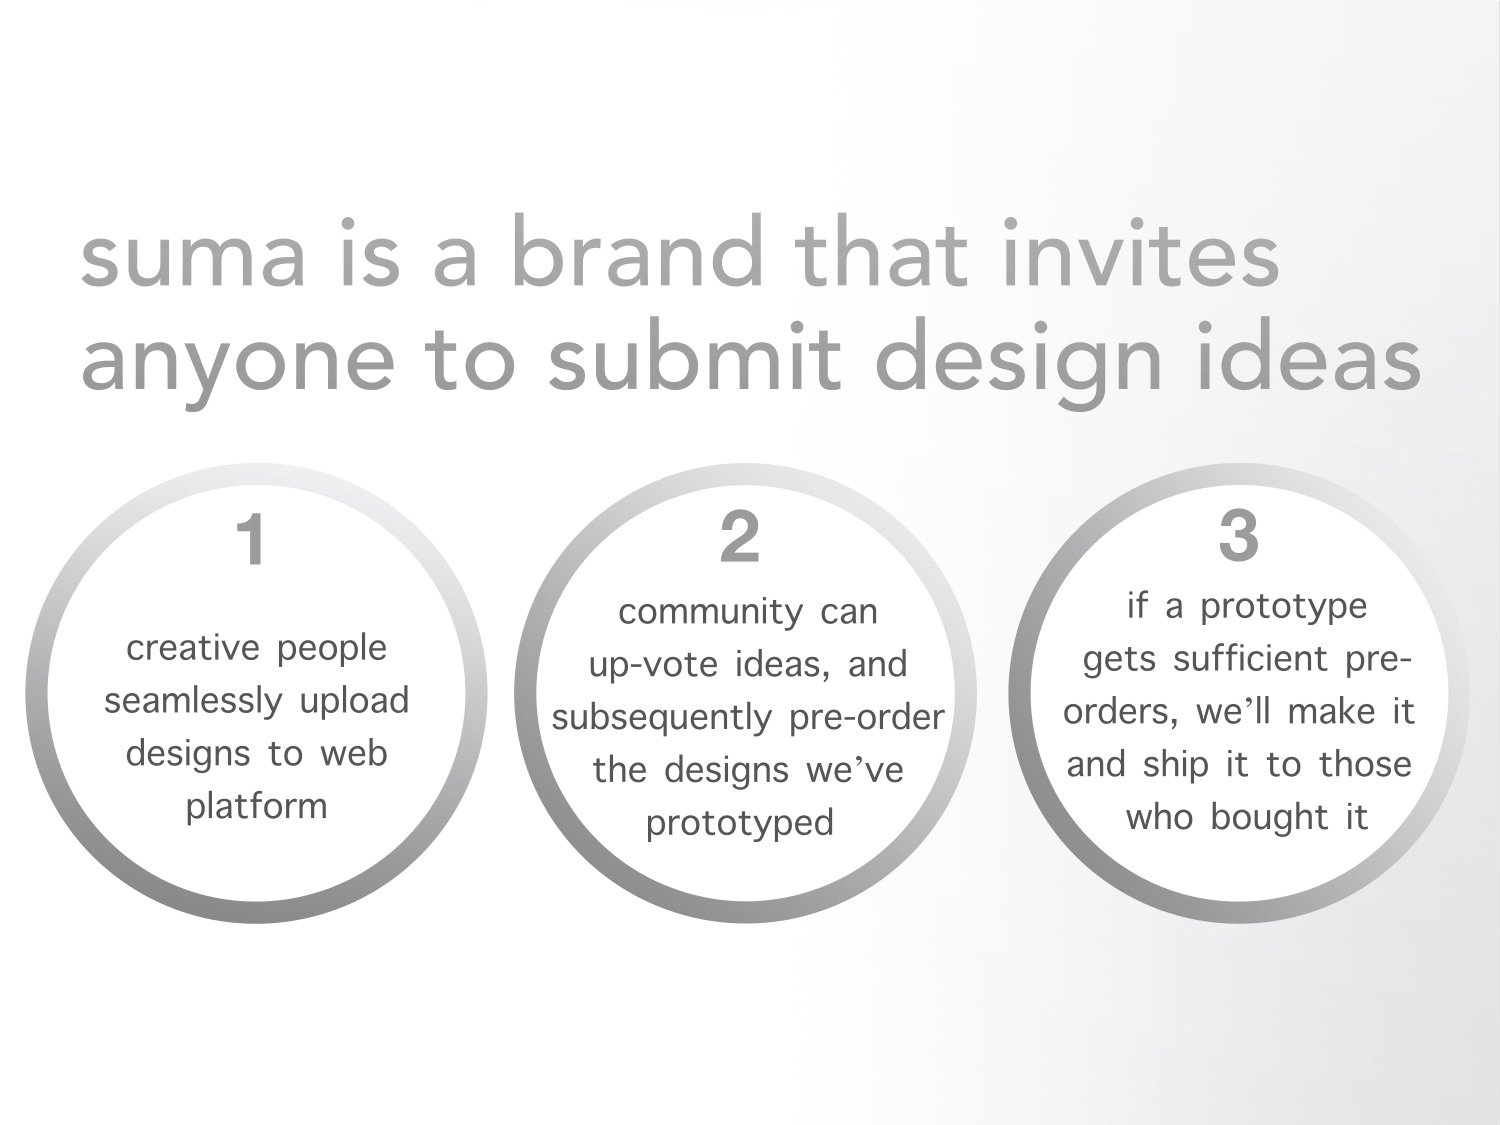 suma is a brand that invites
anyone to submit design ideas
1
creative people
seamlessly upload
designs to web
platform
2
community can
up-vote ideas, and
subsequently pre-order
the designs we’ve
prototyped
3
if a prototype
gets sufficient pre-
orders, we’ll make it
and ship it to those
who bought it